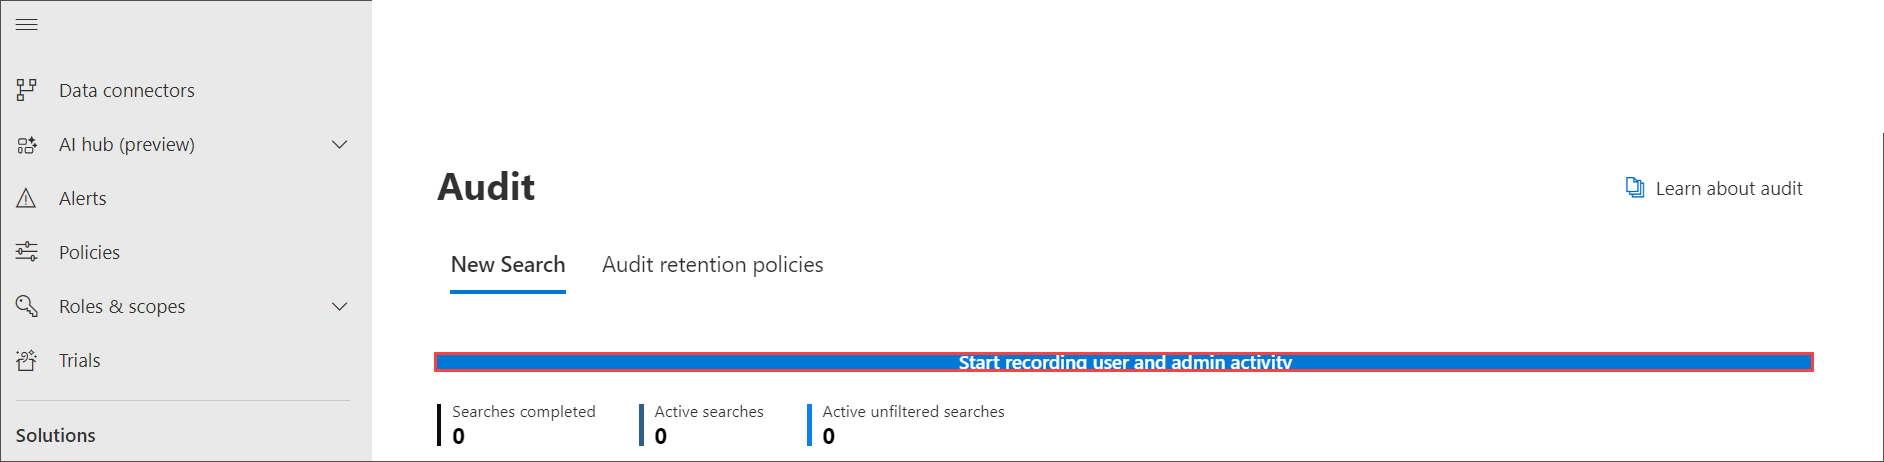 Data connectors
AI hub (preview)
Alerts
Policies
Roles & scopes
Trials
Solutions
Audit
Learn about audit
New Search
Audit retention policies
Start recording user and admin activity
Searches completed
0
Active searches
0
Active unfiltered searches
0